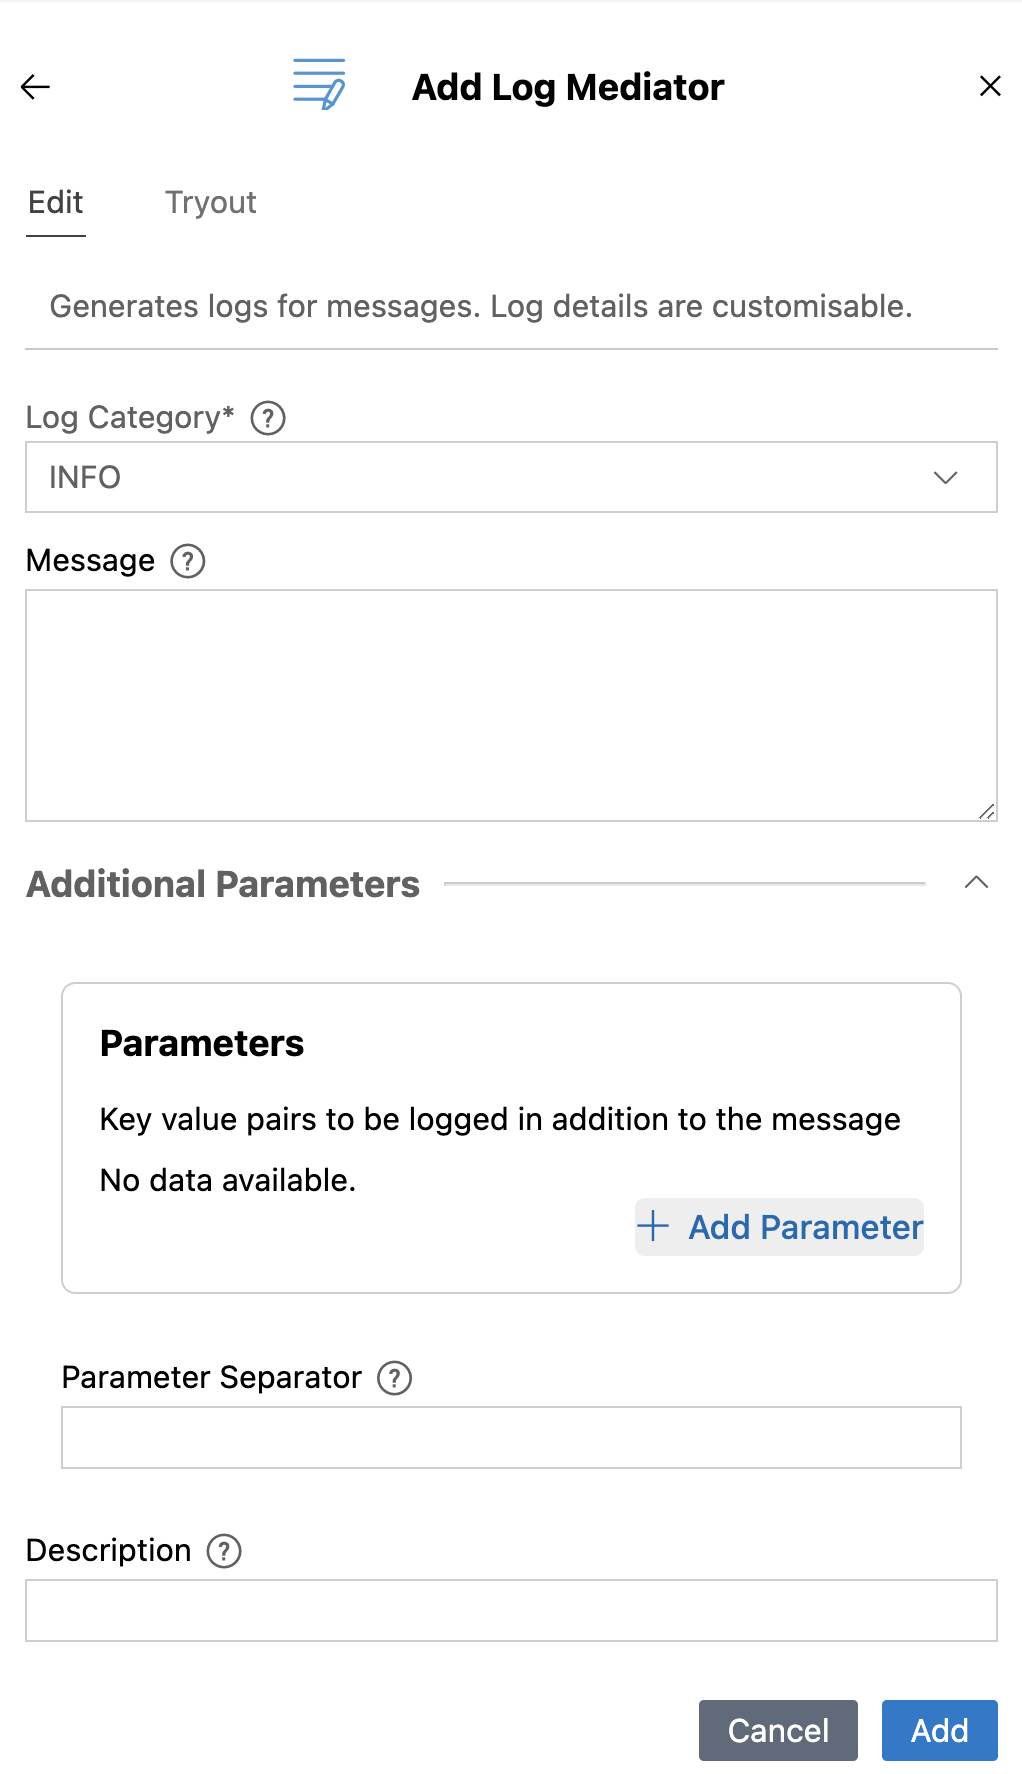 Add Log Mediator
Edit Tryout
Generates logs for messages. Log details are customisable.
Log Category* ?
INFO
Message ?
Additional Parameters
Parameters
Key value pairs to be logged in addition to the message
No data available.
+ Add Parameter
Parameter Separator ?
Description ?
Cancel Add